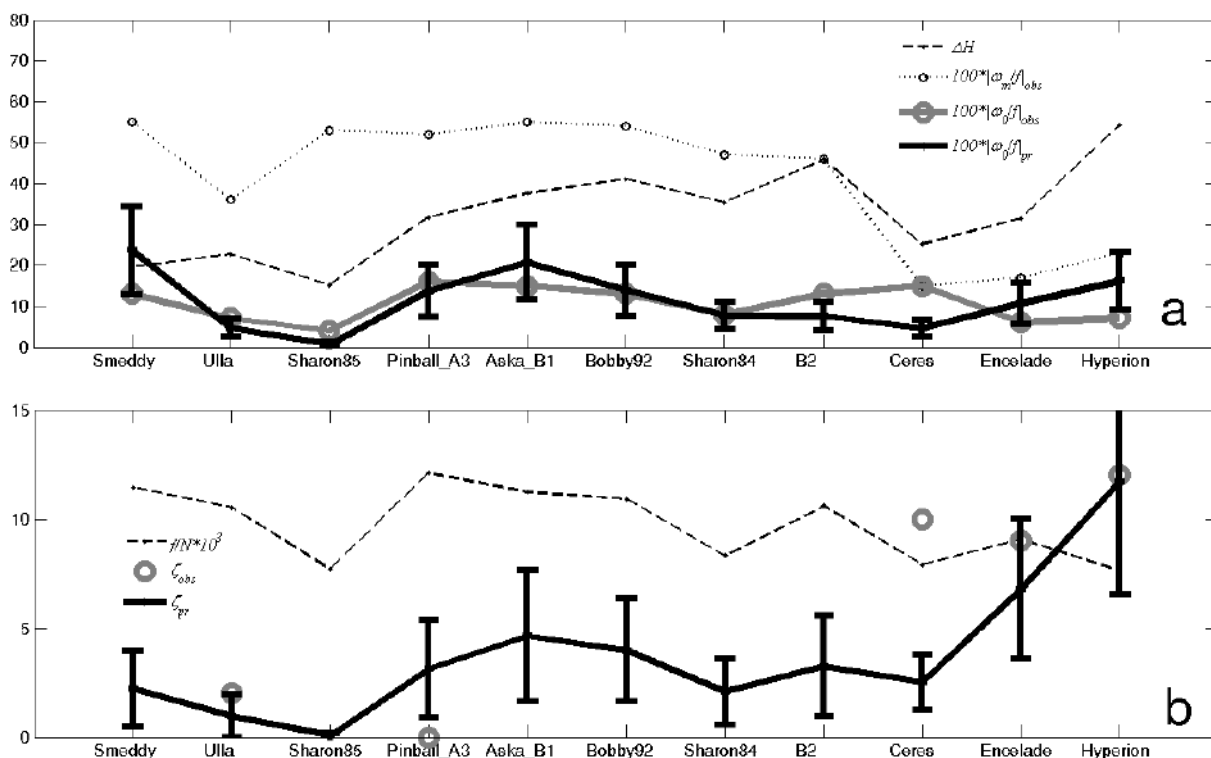 80
70
60
50
40
30
20
10
0
ΔH
100*|ω_m/f|_obs
100*|ω_0/f|_obs
100*|ω_0/f|_pr
a
Smeddy Ulla Sharon85 Pinball_A3 Aska_B1 Bobby92 Sharon84 B2 Ceres Encelade Hyperion
15
10
5
0
f/N*10^3
ζ_obs
ζ_pr
b
Smeddy Ulla Sharon85 Pinball_A3 Aska_B1 Bobby92 Sharon84 B2 Ceres Encelade Hyperion